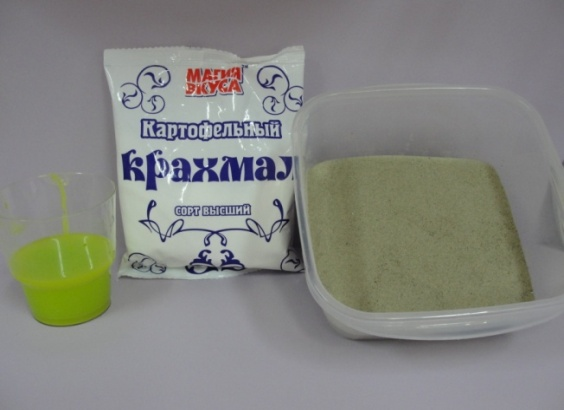 МАГИЯ
ВКУСА
Картофельный
крахмал
СОРТ ВЫСШИЙ